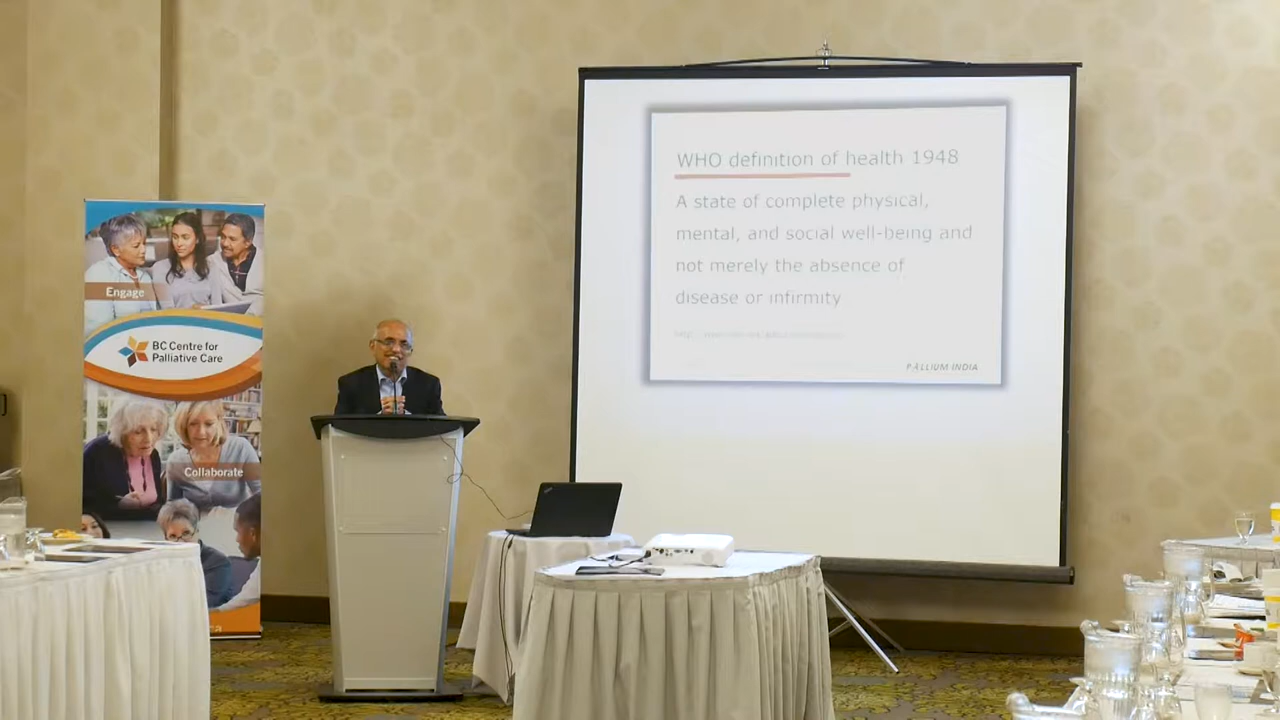 Engage
BC Centre for
Palliative Care
Collaborate
WHO definition of health 1948
A state of complete physical,
mental, and social well-being and
not merely the absence of
disease or infirmity
PALLIUM INDIA